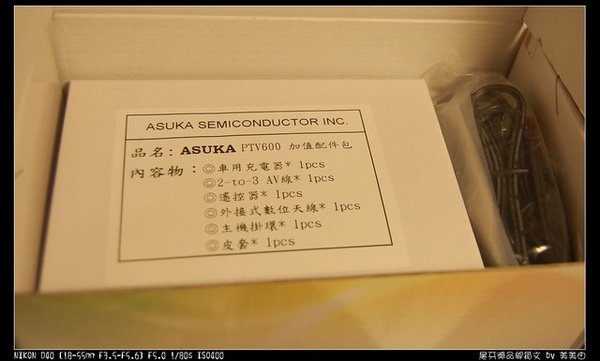 ASUKA SEMICONDUCTOR INC.
品名: ASUKA PTV600 加值配件包
內容物: ◎車用充電器* 1pcs
◎2-to-3 AV線* 1pcs
◎遙控器* 1pcs
◎外接式數位天線* 1pcs
◎主機掛環* 1pcs
◎皮套* 1pcs
NIKON D40 (18-55mm F3.5-F5.6) F5.0 1/80s ISO400
by 美美